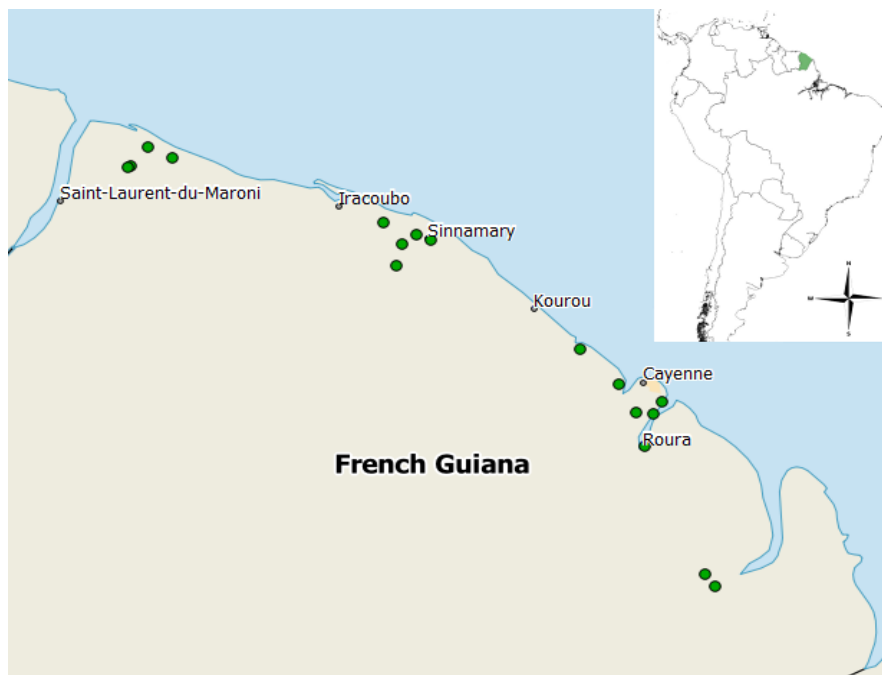 Saint-Laurent-du-Maroni
Iracoubo
Sinnamary
Kourou
Cayenne
Roura
French Guiana
N
W
E
S